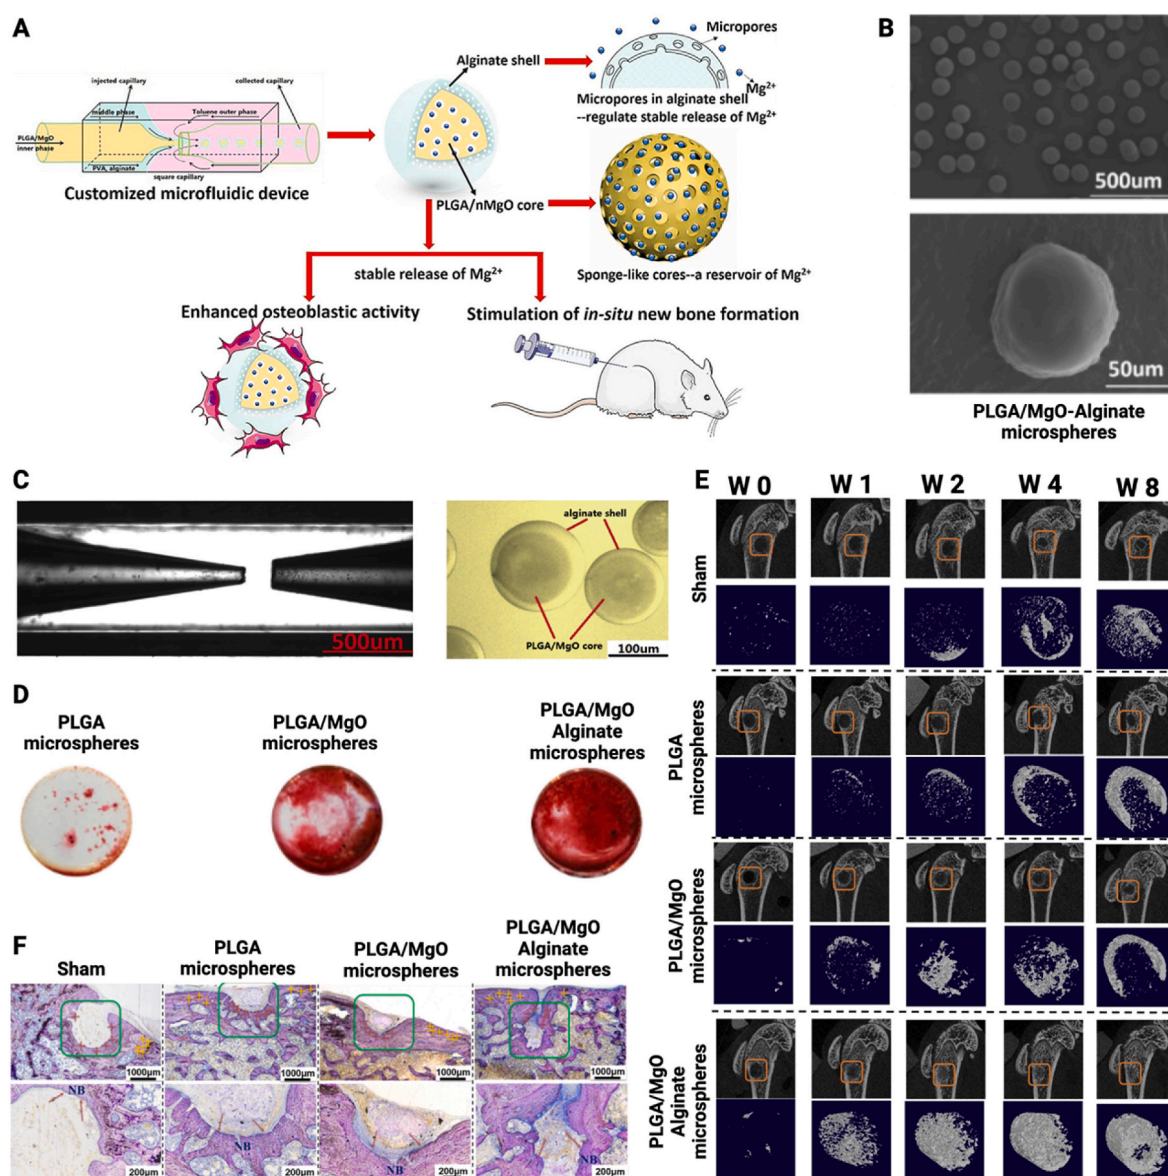 A
injected capillary
collected capillary
middle phase
Toluene outer phase
PLGA/MgO
inner phase
PVA, alginate
square capillary
Customized microfluidic device
Alginate shell
PLGA/nMgO core
Micropores
Mg²⁺
Micropores in alginate shell
--regulate stable release of Mg²⁺
Sponge-like cores--a reservoir of Mg²⁺
stable release of Mg²⁺
Enhanced osteoblastic activity
Stimulation of in-situ new bone formation
B
500um
50um
PLGA/MgO-Alginate
microspheres
C
500um
alginate shell
PLGA/MgO core
100um
D
PLGA
microspheres
PLGA/MgO
microspheres
PLGA/MgO
Alginate
microspheres
E
W 0 W 1 W 2 W 4 W 8
Sham
PLGA
microspheres
PLGA/MgO
microspheres
PLGA/MgO
Alginate
microspheres
F
Sham
PLGA
microspheres
PLGA/MgO
microspheres
PLGA/MgO
Alginate
microspheres
1000µm
1000µm
1000µm
1000µm
NB
200µm
NB
200µm
NB
200µm
NB
200µm